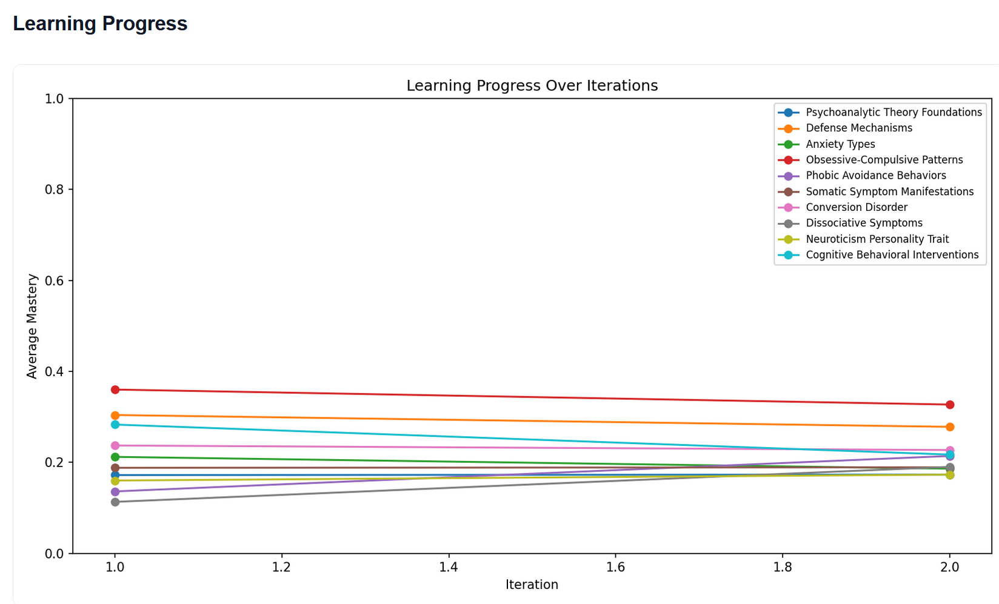 Learning Progress
Learning Progress Over Iterations
1.0
0.8
0.6
0.4
0.2
0.0
Average Mastery
Psychoanalytic Theory Foundations
Defense Mechanisms
Anxiety Types
Obsessive-Compulsive Patterns
Phobic Avoidance Behaviors
Somatic Symptom Manifestations
Conversion Disorder
Dissociative Symptoms
Neuroticism Personality Trait
Cognitive Behavioral Interventions
1.0 1.2 1.4 1.6 1.8 2.0
Iteration